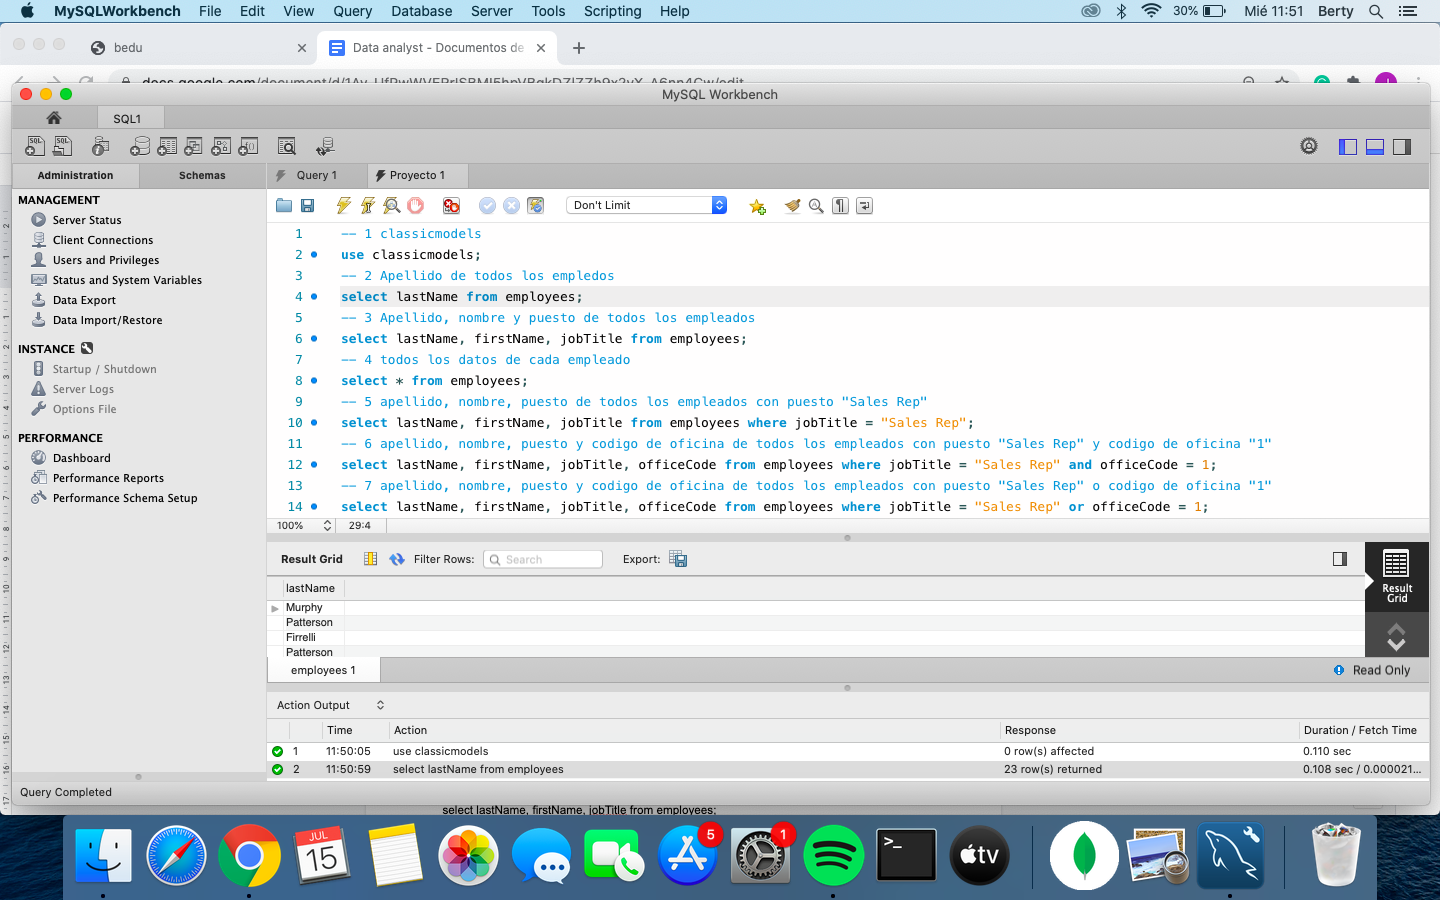 MySQLWorkbench File Edit View Query Database Server Tools Scripting Help 30% Mié 11:51 Berty
bedu Data analyst - Documentos de
MySQL Workbench
SQL1
Administration Schemas Query 1 Proyecto 1
MANAGEMENT
Server Status
Client Connections
Users and Privileges
Status and System Variables
Data Export
Data Import/Restore
INSTANCE
Startup / Shutdown
Server Logs
Options File
PERFORMANCE
Dashboard
Performance Reports
Performance Schema Setup
Don't Limit
1 -- 1 classicmodels
2 use classicmodels;
3 -- 2 Apellido de todos los empledos
4 select lastName from employees;
5 -- 3 Apellido, nombre y puesto de todos los empleados
6 select lastName, firstName, jobTitle from employees;
7 -- 4 todos los datos de cada empleado
8 select * from employees;
9 -- 5 apellido, nombre, puesto de todos los empleados con puesto "Sales Rep"
10 select lastName, firstName, jobTitle from employees where jobTitle = "Sales Rep";
11 -- 6 apellido, nombre, puesto y codigo de oficina de todos los empleados con puesto "Sales Rep" y codigo de oficina "1"
12 select lastName, firstName, jobTitle, officeCode from employees where jobTitle = "Sales Rep" and officeCode = 1;
13 -- 7 apellido, nombre, puesto y codigo de oficina de todos los empleados con puesto "Sales Rep" o codigo de oficina "1"
14 select lastName, firstName, jobTitle, officeCode from employees where jobTitle = "Sales Rep" or officeCode = 1;
100% 29:4
Result Grid Filter Rows: Search Export:
Result
Grid
lastName
Murphy
Patterson
Firrelli
Patterson
employees 1 Read Only
Action Output
Time Action Response Duration / Fetch Time
1 11:50:05 use classicmodels 0 row(s) affected 0.110 sec
2 11:50:59 select lastName from employees 23 row(s) returned 0.108 sec / 0.000021...
Query Completed
select lastName, firstName, jobTitle from employees;
JUL
15
5
1
tv